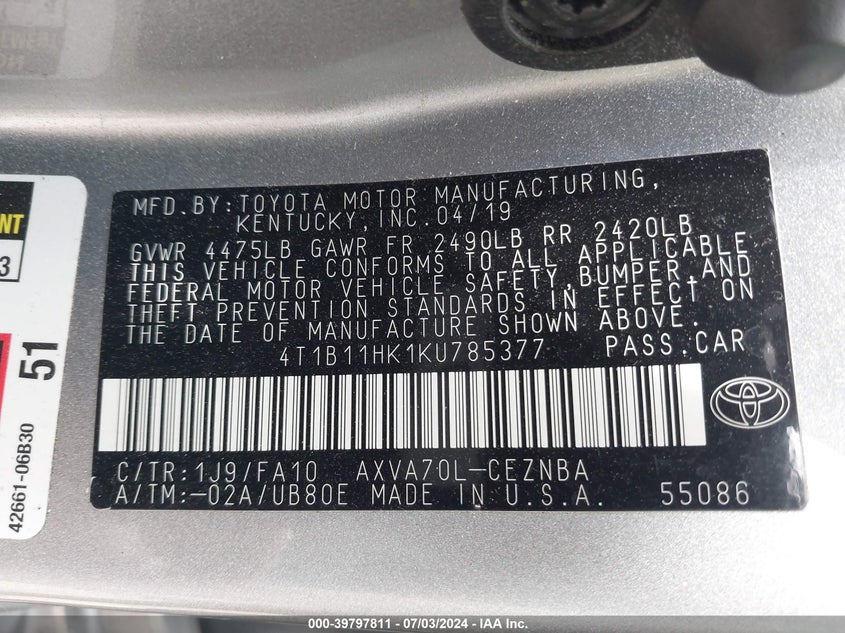 MFD.BY:TOYOTA MOTOR MANUFACTURING,
KENTUCKY, INC. 04/19
GVWR 4475LB GAWR FR 2490LB RR 2420LB
THIS VEHICLE CONFORMS TO ALL APPLICABLE
FEDERAL MOTOR VEHICLE SAFETY,BUMPER,AND
THEFT PREVENTION STANDARDS IN EFFECT ON
THE DATE OF MANUFACTURE SHOWN ABOVE.
4T1B11HK1KU785377 PASS.CAR
C/TR:1J9/FA10 AXVA70L-CEZNBA
A/TM:-02A/UB80E MADE IN U.S.A. 55086
NT
3
51
42661-06B30
000-39797811 - 07/03/2024 - IAA Inc.